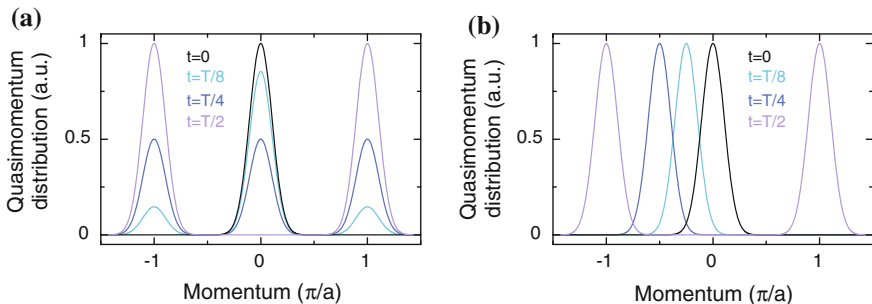 (a)
Quasimomentum
distribution (a.u.)
1
0.5
0
t=0
t=T/8
t=T/4
t=T/2
-1 0 1
Momentum (π/a)
(b)
Quasimomentum
distribution (a.u.)
1
0.5
0
t=0
t=T/8
t=T/4
t=T/2
-1 0 1
Momentum (π/a)